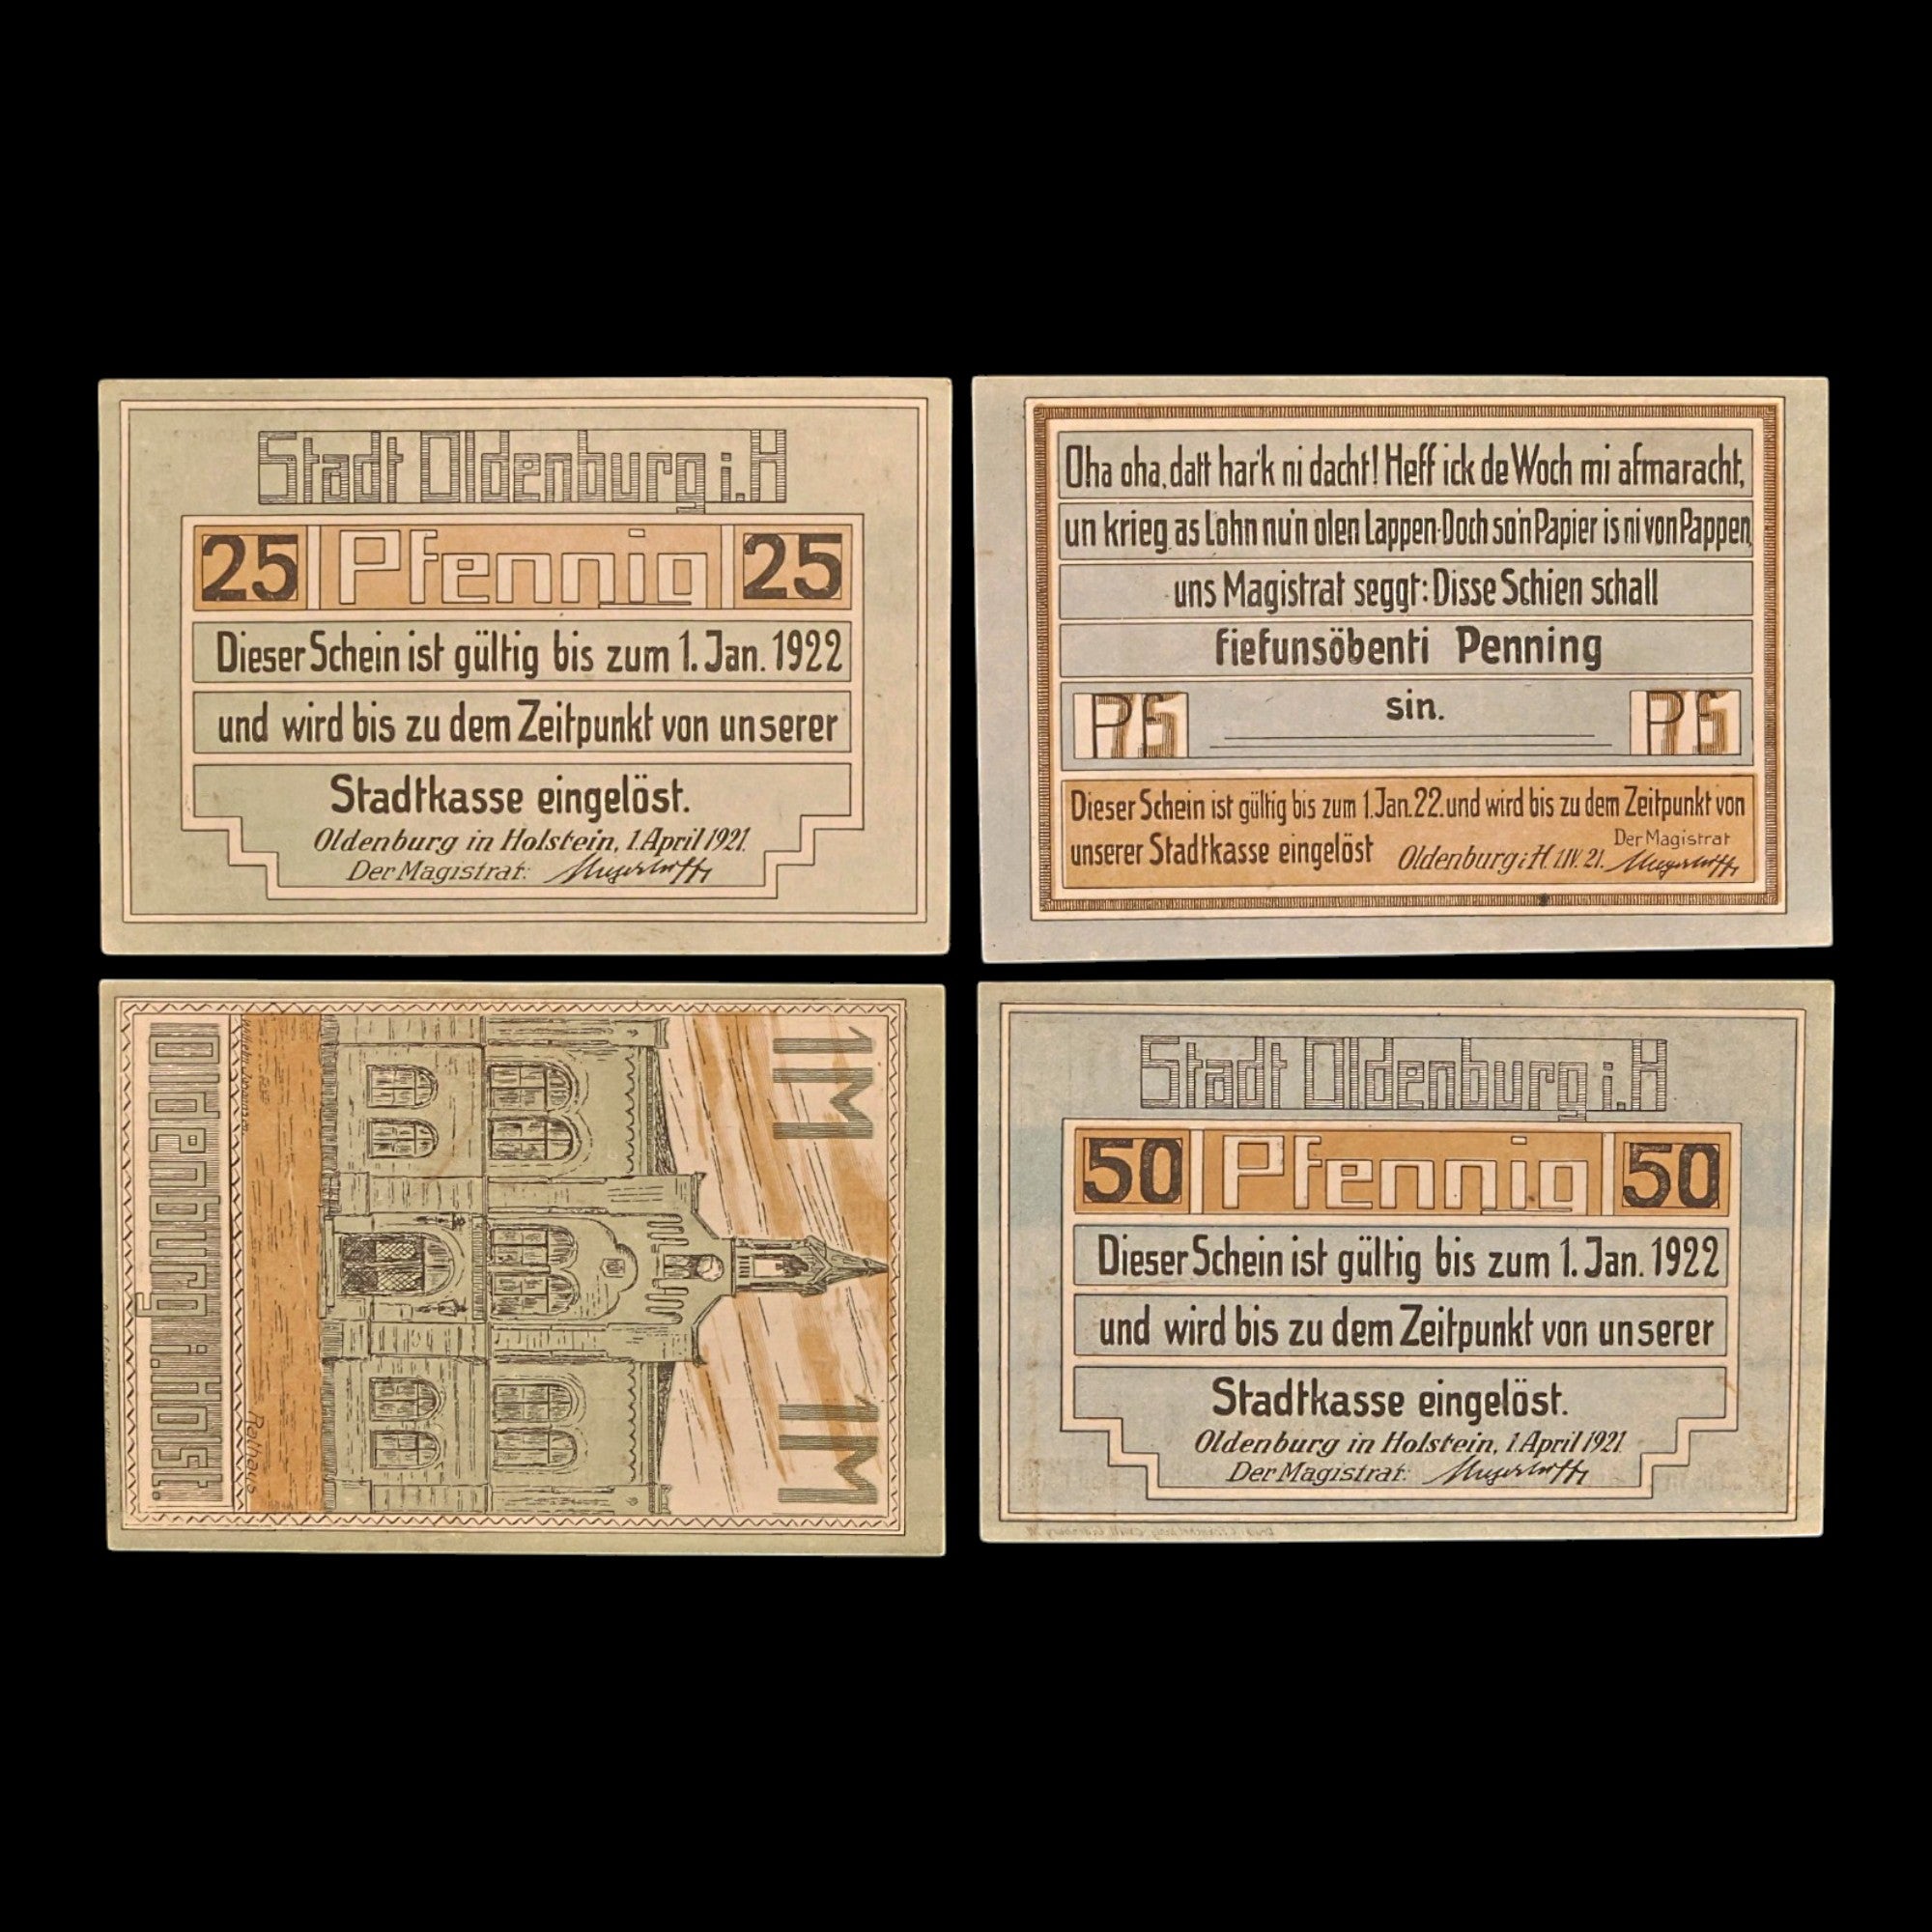 Stadt Oldenburg i. H
25 Pfennig 25
Dieser Schein ist gültig bis zum 1. Jan. 1922
und wird bis zu dem Zeitpunkt von unserer
Stadtkasse eingelöst.
Oldenburg in Holstein, 1. April 1921.
Der Magistrat:
Oha oha, datt har'k ni dacht! Heff ick de Woch mi afmaracht,
un krieg as Lohn nu'n olen Lappen-Doch so'n Papier is ni von Pappen,
uns Magistrat seggt: Disse Schien schall
fiefunsöbenti Penning
sin.
75 75
Dieser Schein ist gültig bis zum 1. Jan. 22. und wird bis zu dem Zeitpunkt von
unserer Stadtkasse eingelöst
Der Magistrat
Oldenburg i. H. 1. IV. 21.
1M 1M
Rathaus
Oldenburg i. Holst.
Stadt Oldenburg i. H
50 Pfennig 50
Dieser Schein ist gültig bis zum 1. Jan. 1922
und wird bis zu dem Zeitpunkt von unserer
Stadtkasse eingelöst.
Oldenburg in Holstein, 1. April 1921.
Der Magistrat: